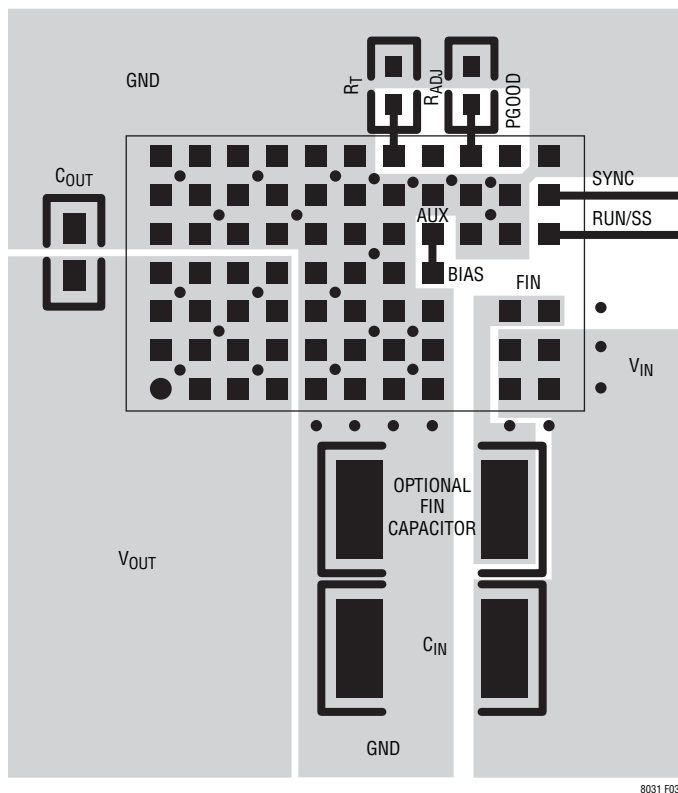 GND
RT
RADJ
PGOOD
COUT
SYNC
AUX
RUN/SS
BIAS
FIN
VIN
OPTIONAL
FIN
CAPACITOR
VOUT
CIN
GND
8031 F03